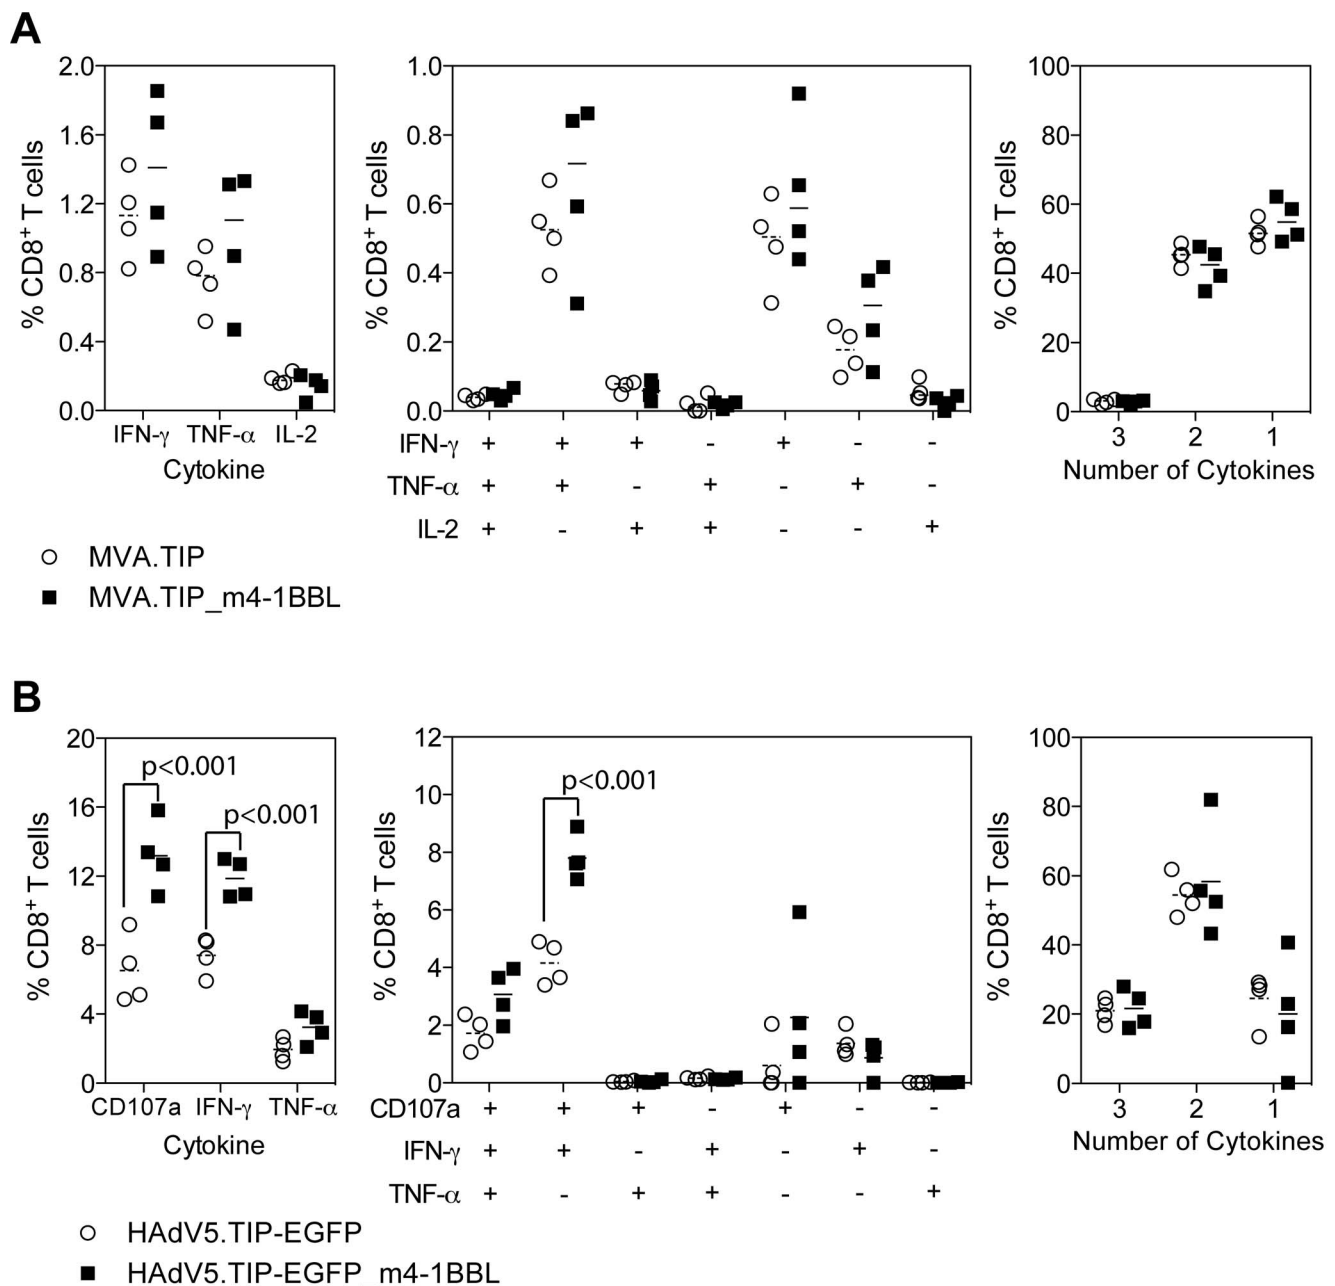 A
2.0
1.6
1.2
0.8
0.4
0.0
% CD8+ T cells
IFN-γ TNF-α IL-2
Cytokine
1.0
0.8
0.6
0.4
0.2
0.0
% CD8+ T cells
IFN-γ + + + - + - -
TNF-α + + - + - + -
IL-2 + - + + - - +
100
80
60
40
20
0
% CD8+ T cells
3 2 1
Number of Cytokines
MVA.TIP
MVA.TIP_m4-1BBL
B
20
16
12
8
4
0
% CD8+ T cells
p<0.001
p<0.001
CD107a IFN-γ TNF-α
Cytokine
12
10
8
6
4
2
0
% CD8+ T cells
p<0.001
CD107a + + + - + - -
IFN-γ + + - + - + -
TNF-α + - + + - - +
100
80
60
40
20
0
% CD8+ T cells
3 2 1
Number of Cytokines
HAdV5.TIP-EGFP
HAdV5.TIP-EGFP_m4-1BBL